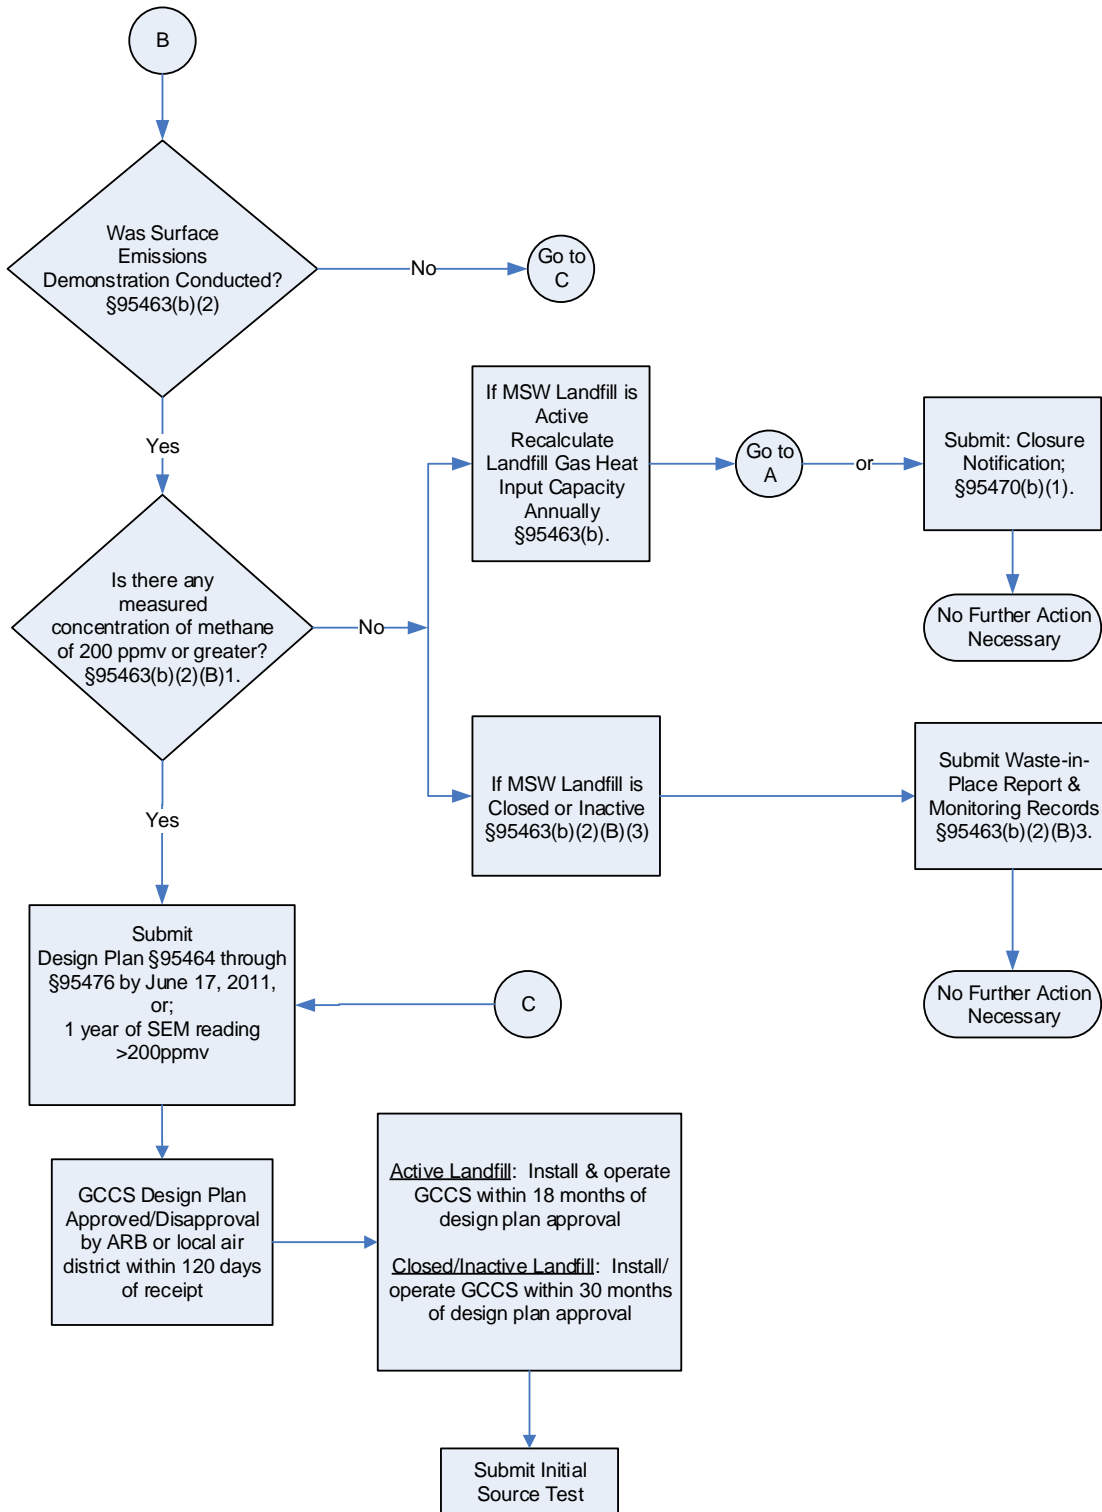 B
Was Surface
Emissions
Demonstration Conducted?
§95463(b)(2)
No
Go to
C
Yes
If MSW Landfill is
Active
Recalculate
Landfill Gas Heat
Input Capacity
Annually
§95463(b).
Go to
A
or
Submit: Closure
Notification;
§95470(b)(1).
No Further Action
Necessary
Is there any
measured
concentration of methane
of 200 ppmv or greater?
§95463(b)(2)(B)1.
No
If MSW Landfill is
Closed or Inactive
§95463(b)(2)(B)(3)
Submit Waste-in-
Place Report &
Monitoring Records
§95463(b)(2)(B)3.
No Further Action
Necessary
Yes
Submit
Design Plan §95464 through
§95476 by June 17, 2011,
or;
1 year of SEM reading
>200ppmv
C
GCCS Design Plan
Approved/Disapproval
by ARB or local air
district within 120 days
of receipt
Active Landfill:  Install & operate
GCCS within 18 months of
design plan approval
Closed/Inactive Landfill:  Install/
operate GCCS within 30 months
of design plan approval
Submit Initial
Source Test